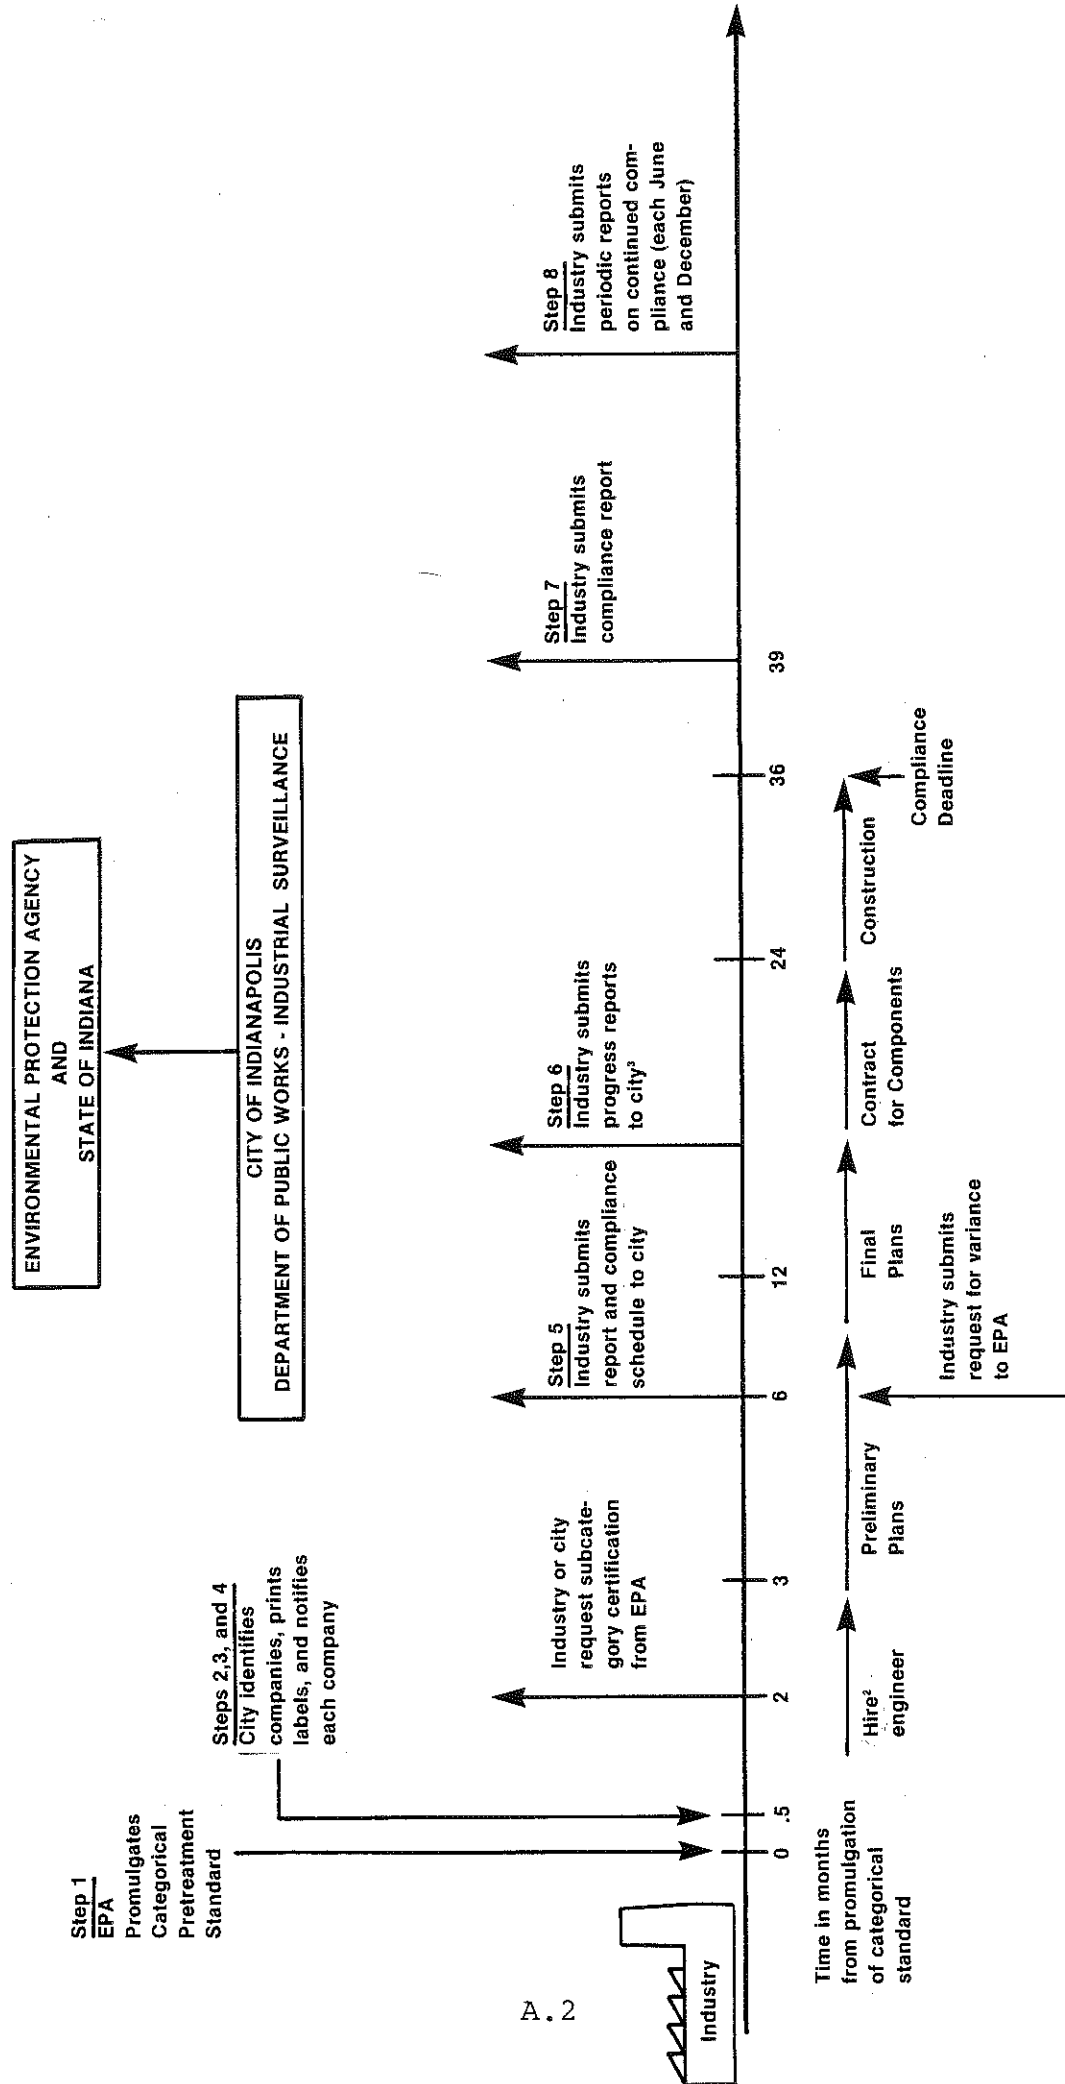 ENVIRONMENTAL PROTECTION AGENCY
AND
STATE OF INDIANA
CITY OF INDIANAPOLIS
DEPARTMENT OF PUBLIC WORKS - INDUSTRIAL SURVEILLANCE
Step 1
EPA
Promulgates
Categorical
Pretreatment
Standard
Steps 2,3, and 4
City identifies
companies, prints
labels, and notifies
each company
Industry or city
request subcate-
gory certification
from EPA
Step 5
Industry submits
report and compliance
schedule to city
Step 6
Industry submits
progress reports
to city³
Step 7
Industry submits
compliance report
Step 8
Industry submits
periodic reports
on continued com-
pliance (each June
and December)
Industry
0
.5
2
3
6
12
24
36
39
Time in months
from promulgation
of categorical
standard
Hire²
engineer
Preliminary
Plans
Final
Plans
Contract
for Components
Construction
Compliance
Deadline
Industry submits
request for variance
to EPA
A.2